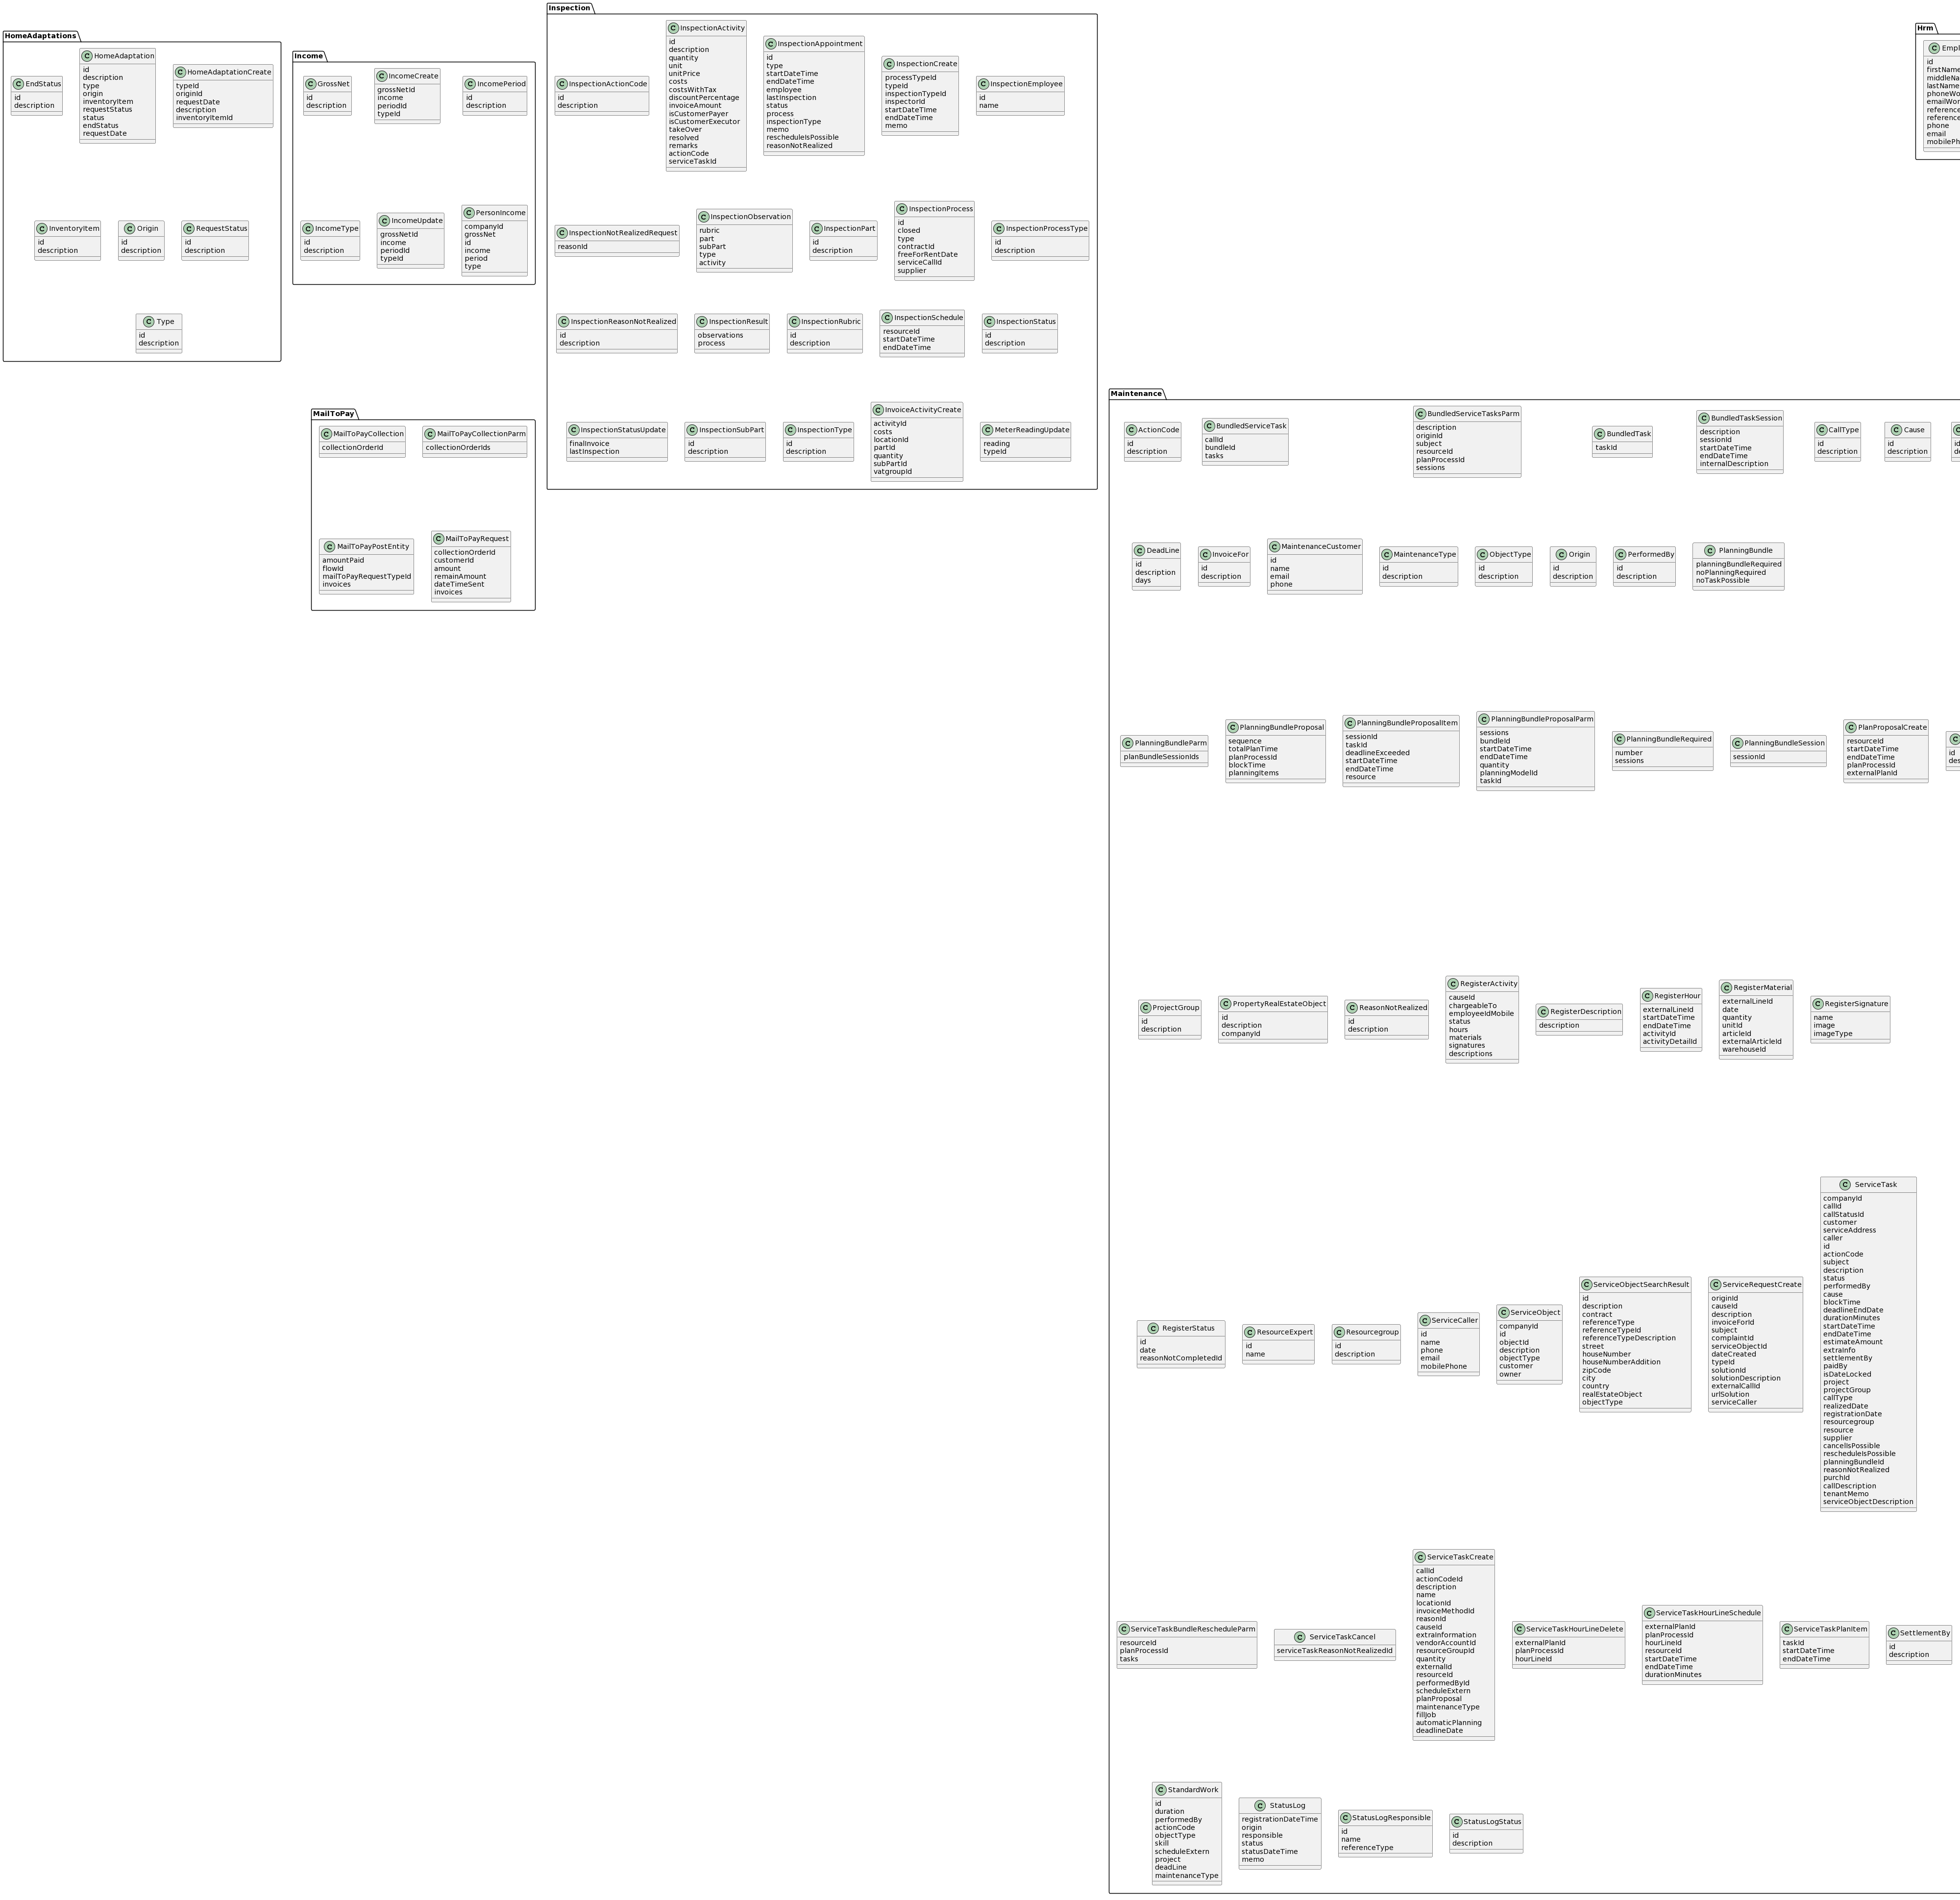 HomeAdaptations
EndStatus
id
description
HomeAdaptation
id
description
type
origin
inventoryItem
requestStatus
status
endStatus
requestDate
HomeAdaptationCreate
typeId
originId
requestDate
description
inventoryItemId
InventoryItem
id
description
Origin
id
description
RequestStatus
id
description
Type
id
description
Income
GrossNet
id
description
IncomeCreate
grossNetId
income
periodId
typeId
IncomePeriod
id
description
IncomeType
id
description
IncomeUpdate
grossNetId
income
periodId
typeId
PersonIncome
companyId
grossNet
id
income
period
type
MailToPay
MailToPayCollection
collectionOrderId
MailToPayCollectionParm
collectionOrderIds
MailToPayPostEntity
amountPaid
flowId
mailToPayRequestTypeId
invoices
MailToPayRequest
collectionOrderId
customerId
amount
remainAmount
dateTimeSent
invoices
Inspection
InspectionActionCode
id
description
InspectionActivity
id
description
quantity
unit
unitPrice
costs
costsWithTax
discountPercentage
invoiceAmount
isCustomerPayer
isCustomerExecutor
takeOver
resolved
remarks
actionCode
serviceTaskId
InspectionAppointment
id
type
startDateTime
endDateTime
employee
lastInspection
status
process
inspectionType
memo
rescheduleIsPossible
reasonNotRealized
InspectionCreate
processTypeId
typeId
inspectionTypeId
inspectorId
startDateTime
endDateTime
memo
InspectionEmployee
id
name
InspectionNotRealizedRequest
reasonId
InspectionObservation
rubric
part
subPart
type
activity
InspectionPart
id
description
InspectionProcess
id
closed
type
contractId
freeForRentDate
serviceCallId
supplier
InspectionProcessType
id
description
InspectionReasonNotRealized
id
description
InspectionResult
observations
process
InspectionRubric
id
description
InspectionSchedule
resourceId
startDateTime
endDateTime
InspectionStatus
id
description
InspectionStatusUpdate
finalInvoice
lastInspection
InspectionSubPart
id
description
InspectionType
id
description
InvoiceActivityCreate
activityId
costs
locationId
partId
quantity
subPartId
vatgroupId
MeterReadingUpdate
reading
typeId
Hrm
Empl
id
firstName
middleNa
lastName
phoneWo
emailWor
reference
reference
phone
email
mobilePh
Maintenance
ActionCode
id
description
BundledServiceTask
callId
bundleId
tasks
BundledServiceTasksParm
description
originId
subject
resourceId
planProcessId
sessions
BundledTask
taskId
BundledTaskSession
description
sessionId
startDateTime
endDateTime
internalDescription
CallType
id
description
Cause
id
description
id
de
DeadLine
id
description
days
InvoiceFor
id
description
MaintenanceCustomer
id
name
email
phone
MaintenanceType
id
description
ObjectType
id
description
Origin
id
description
PerformedBy
id
description
PlanningBundle
planningBundleRequired
noPlanningRequired
noTaskPossible
PlanningBundleParm
planBundleSessionIds
PlanningBundleProposal
sequence
totalPlanTime
planProcessId
blockTime
planningItems
PlanningBundleProposalItem
sessionId
taskId
deadlineExceeded
startDateTime
endDateTime
resource
PlanningBundleProposalParm
sessions
bundleId
startDateTime
endDateTime
quantity
planningModelId
taskId
PlanningBundleRequired
number
sessions
PlanningBundleSession
sessionId
PlanProposalCreate
resourceId
startDateTime
endDateTime
planProcessId
externalPlanId
id
des
ProjectGroup
id
description
PropertyRealEstateObject
id
description
companyId
ReasonNotRealized
id
description
RegisterActivity
causeId
chargeableTo
employeeIdMobile
status
hours
materials
signatures
descriptions
RegisterDescription
description
RegisterHour
externalLineId
startDateTime
endDateTime
activityId
activityDetailId
RegisterMaterial
externalLineId
date
quantity
unitId
articleId
externalArticleId
warehouseId
RegisterSignature
name
image
imageType
RegisterStatus
id
date
reasonNotCompletedId
ResourceExpert
id
name
Resourcegroup
id
description
ServiceCaller
id
name
phone
email
mobilePhone
ServiceObject
companyId
id
objectId
description
objectType
customer
owner
ServiceObjectSearchResult
id
description
contract
referenceType
referenceTypeId
referenceTypeDescription
street
houseNumber
houseNumberAddition
zipCode
city
country
realEstateObject
objectType
ServiceRequestCreate
originId
causeId
description
invoiceForId
subject
complaintId
serviceObjectId
dateCreated
typeId
solutionId
solutionDescription
externalCallId
urlSolution
serviceCaller
ServiceTask
companyId
callId
callStatusId
customer
serviceAddress
caller
id
actionCode
subject
description
status
performedBy
cause
blockTime
deadlineEndDate
durationMinutes
startDateTime
endDateTime
estimateAmount
extraInfo
settlementBy
paidBy
isDateLocked
project
projectGroup
callType
realizedDate
registrationDate
resourcegroup
resource
supplier
cancelIsPossible
rescheduleIsPossible
planningBundleId
reasonNotRealized
purchId
callDescription
tenantMemo
serviceObjectDescription
ServiceTaskBundleRescheduleParm
resourceId
planProcessId
tasks
ServiceTaskCancel
serviceTaskReasonNotRealizedId
ServiceTaskCreate
callId
actionCodeId
description
name
locationId
invoiceMethodId
reasonId
causeId
extraInformation
vendorAccountId
resourceGroupId
quantity
externalId
resourceId
performedById
scheduleExtern
planProposal
maintenanceType
fillJob
automaticPlanning
deadlineDate
ServiceTaskHourLineDelete
externalPlanId
planProcessId
hourLineId
ServiceTaskHourLineSchedule
externalPlanId
planProcessId
hourLineId
resourceId
startDateTime
endDateTime
durationMinutes
ServiceTaskPlanItem
taskId
startDateTime
endDateTime
SettlementBy
id
description
StandardWork
id
duration
performedBy
actionCode
objectType
skill
scheduleExtern
project
deadLine
maintenanceType
StatusLog
registrationDateTime
origin
responsible
status
statusDateTime
memo
StatusLogResponsible
id
name
referenceType
StatusLogStatus
id
description